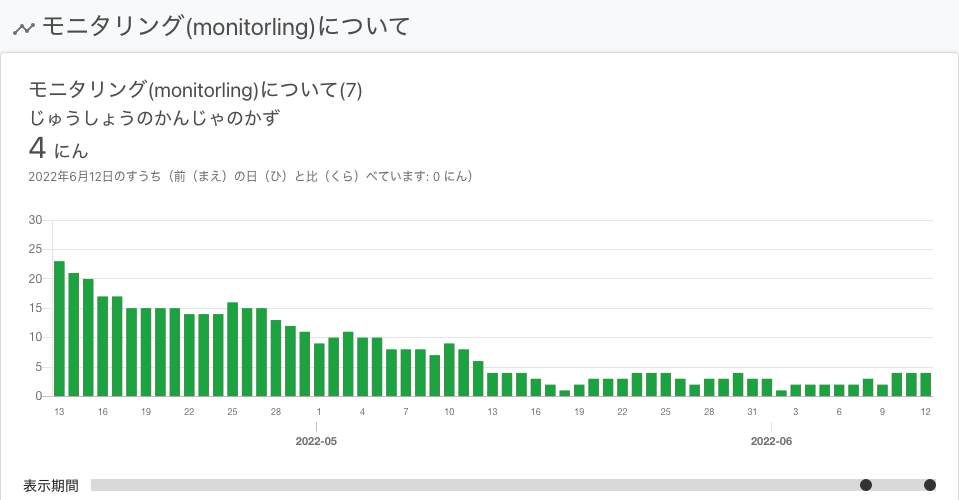 モニタリング(monitorling)について
モニタリング(monitorling)について(7)
じゅうしょうのかんじゃのかず
4 にん
2022年6月12日のすうち（前（まえ）の日（ひ）と比（くら）べています: 0 にん）
30
25
20
15
10
5
0
13 16 19 22 25 28 1 4 7 10 13 16 19 22 25 28 31 3 6 9 12
2022-05 2022-06
表示期間